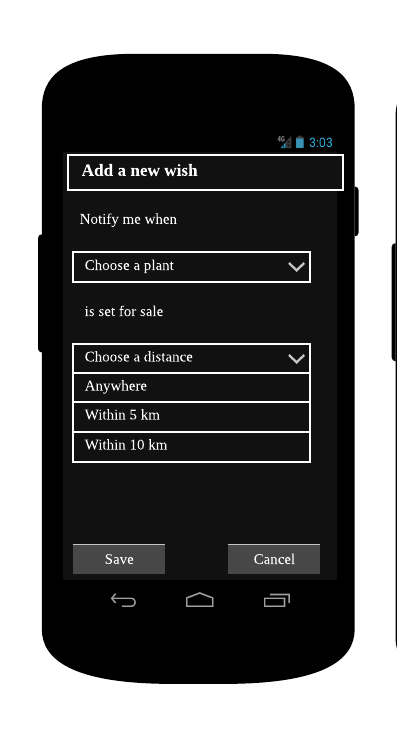 4G 3:03
Add a new wish
Notify me when
Choose a plant
is set for sale
Choose a distance
Anywhere
Within 5 km
Within 10 km
Save Cancel